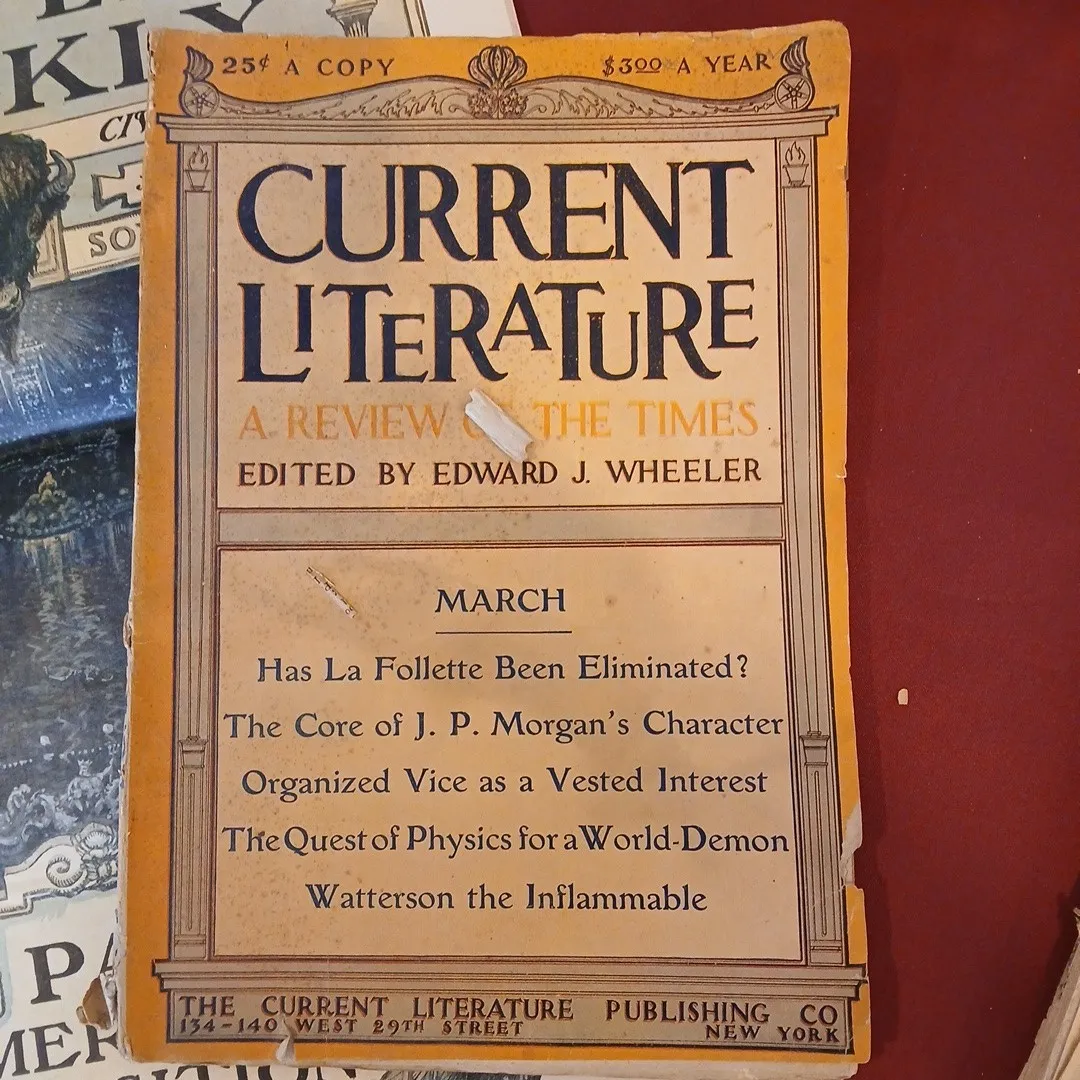 25¢ A COPY
$3.00 A YEAR
CURRENT
LITERATURE
A REVIEW THE TIMES
EDITED BY EDWARD J. WHEELER
MARCH
Has La Follette Been Eliminated?
The Core of J. P. Morgan's Character
Organized Vice as a Vested Interest
The Quest of Physics for a World-Demon
Watterson the Inflammable
THE CURRENT LITERATURE PUBLISHING CO
134-140 WEST 29TH STREET
NEW YORK